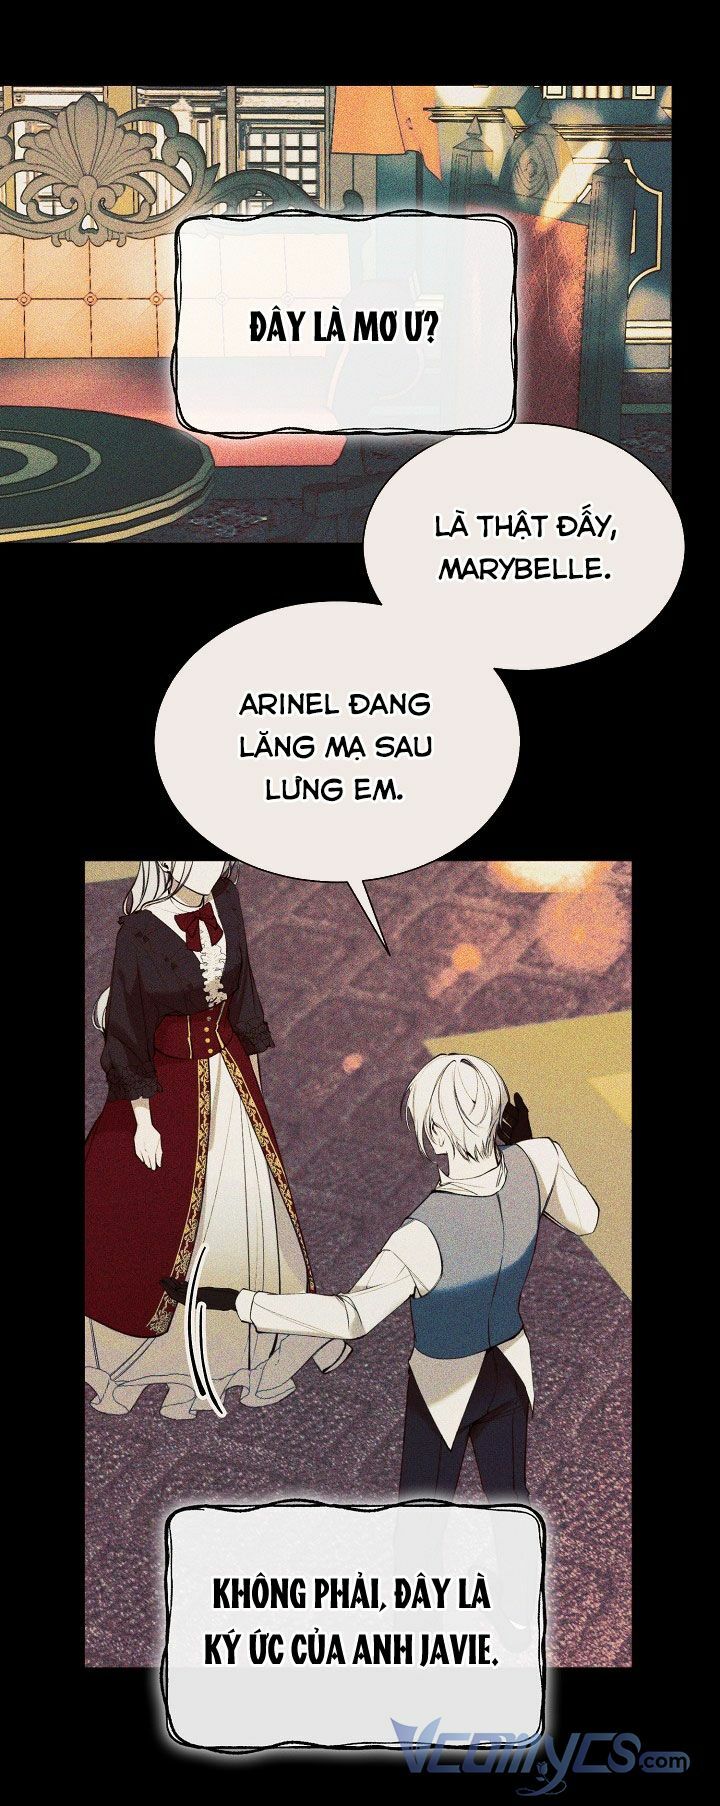 ĐÂY LÀ MƠ Ư?
LÀ THẬT ĐẤY,
MARYBELLE.
ARINEL ĐANG
LĂNG MẠ SAU
LƯNG EM.
KHÔNG PHẢI, ĐÂY LÀ
KÝ ỨC CỦA ANH JAVIE.
VCOMYCS.com